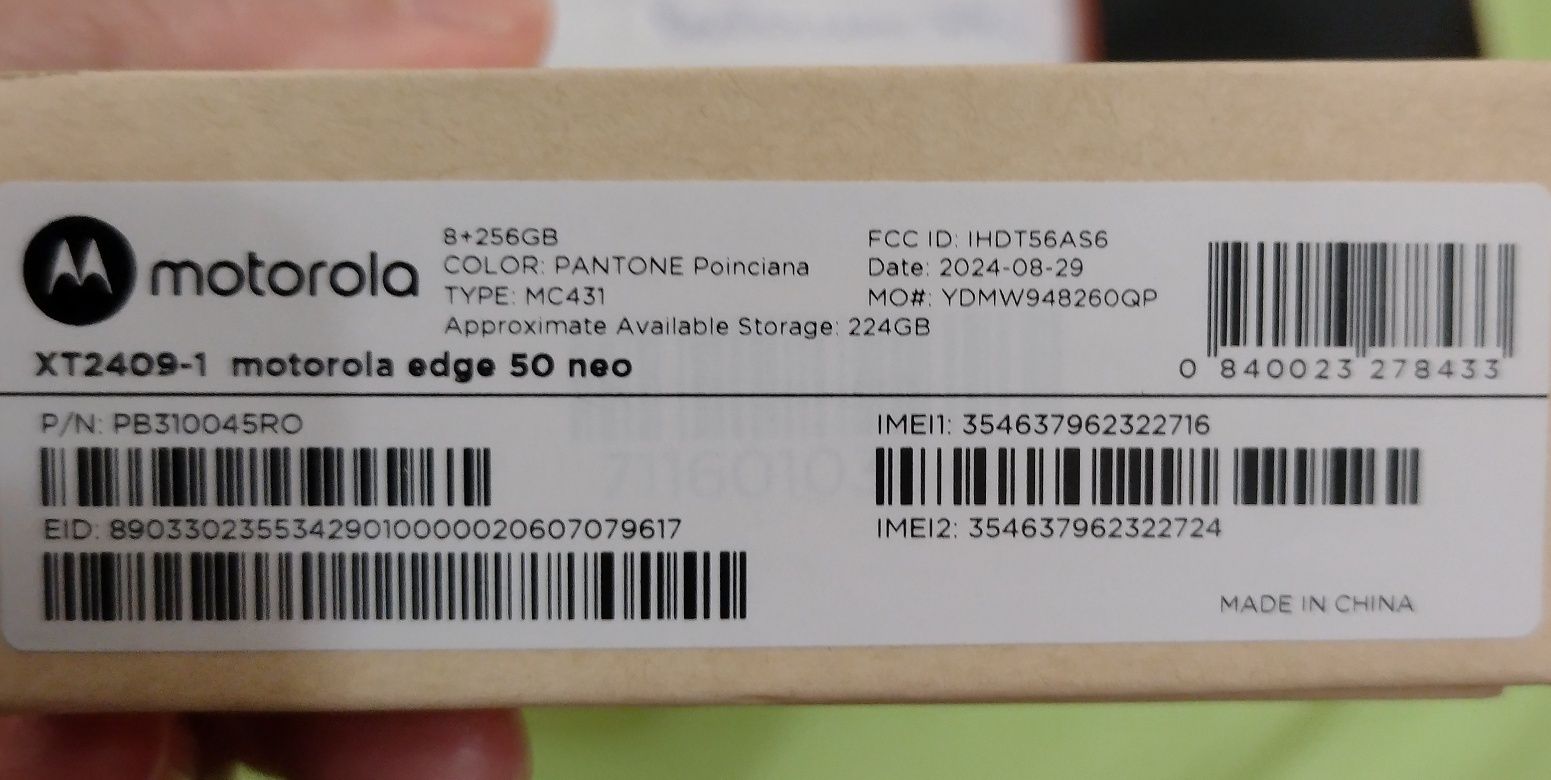 motorola
8+256GB
COLOR: PANTONE Poinciana
TYPE: MC431
Approximate Available Storage: 224GB
FCC ID: IHDT56AS6
Date: 2024-08-29
MO#: YDMW948260QP
XT2409-1 motorola edge 50 neo
0 840023 278433
P/N: PB310045RO
IMEI1: 354637962322716
EID: 89033023553429010000020607079617
IMEI2: 354637962322724
MADE IN CHINA